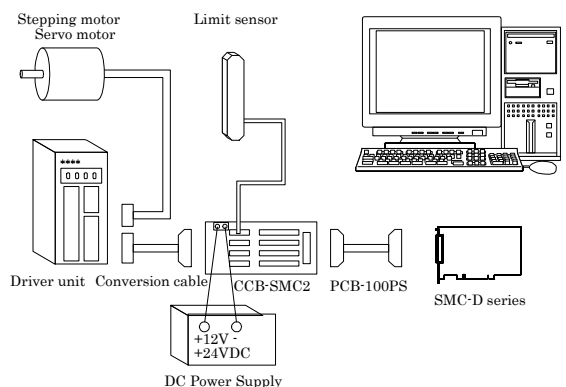 Stepping motor
Servo motor
Limit sensor
Driver unit
Conversion cable
CCB-SMC2
PCB-100PS
SMC-D series
+12V -
+24VDC
DC Power Supply